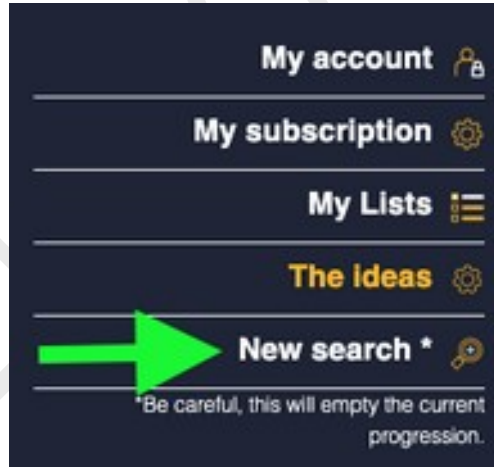 My account
My subscription
My Lists
The ideas
New search *
*Be careful, this will empty the current
progression.